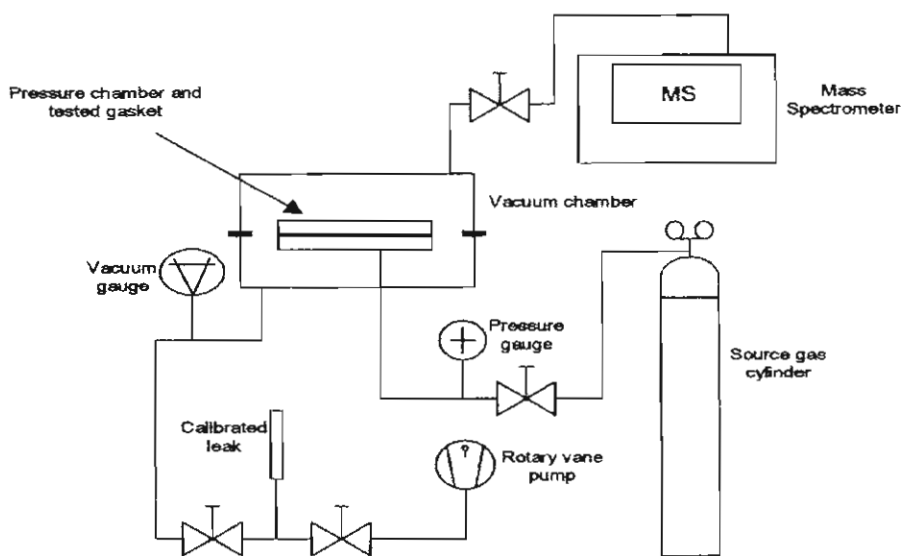 Pressure chamber and
tested gasket
MS
Mass
Spectrometer
Vacuum chamber
Vacuum
gauge
Pressure
gauge
Source gas
cylinder
Calibrated
leak
Rotary vane
pump